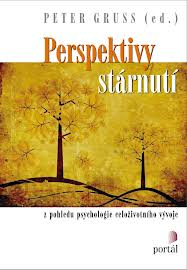 PETER GRUSS (ed.)
Perspektivy
stárnutí
z pohledu psychologie celoživotního vývoje
portál